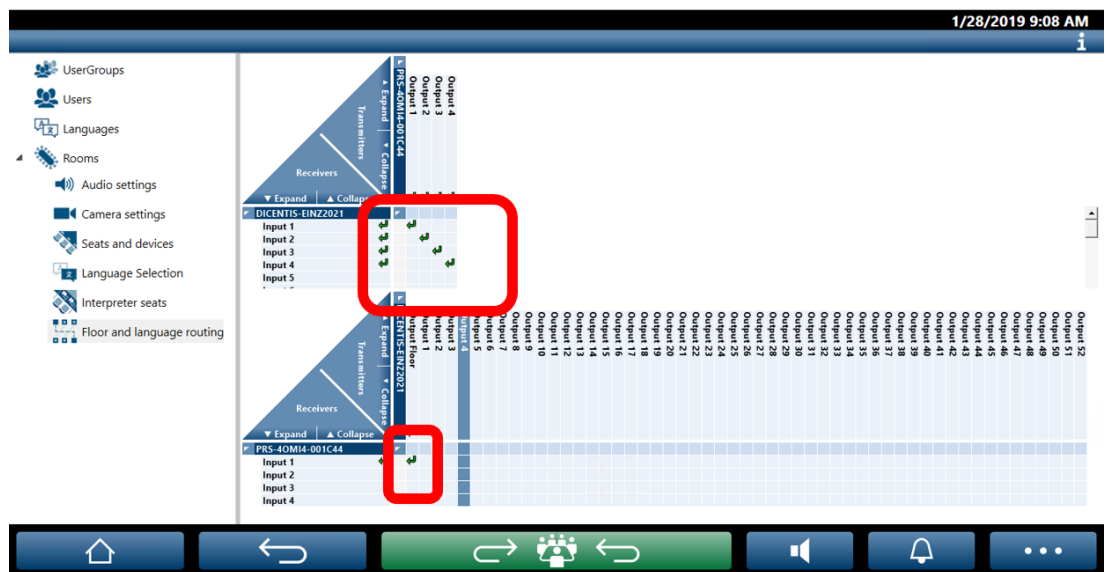 1/28/2019 9:08 AM
i
UserGroups
Users
Languages
Rooms
Audio settings
Camera settings
Seats and devices
Language Selection
Interpreter seats
Floor and language routing
PRS-4OMI4-001C44
Output 1
Output 2
Output 3
Output 4
▲ Expand
▼ Collapse
Transmitters
Receivers
▼ Expand
▲ Collapse
DICENTIS-EINZ2021
Input 1
Input 2
Input 3
Input 4
Input 5
Output Floor
Output 1
Output 2
Output 3
Output 4
Output 5
Output 6
Output 7
Output 8
Output 9
Output 10
Output 11
Output 12
Output 13
Output 14
Output 15
Output 16
Output 17
Output 18
Output 19
Output 20
Output 21
Output 22
Output 23
Output 24
Output 25
Output 26
Output 27
Output 28
Output 29
Output 30
Output 31
Output 32
Output 33
Output 34
Output 35
Output 36
Output 37
Output 38
Output 39
Output 40
Output 41
Output 42
Output 43
Output 44
Output 45
Output 46
Output 47
Output 48
Output 49
Output 50
Output 51
Output 52
Expand
▼ Collapse
Transmitters
Receivers
▼ Expand
▲ Collapse
PRS-4OMI4-001C44
Input 1
Input 2
Input 3
Input 4